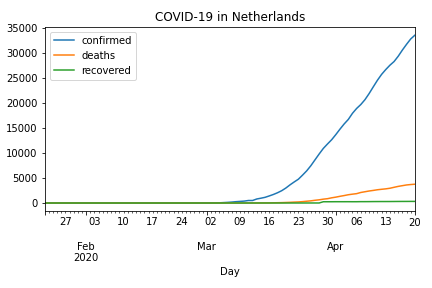 COVID-19 in Netherlands
confirmed
deaths
recovered
35000
30000
25000
20000
15000
10000
5000
0
27 03 10 17 24 02 09 16 23 30 06 13 20
Feb Mar Apr
2020
Day